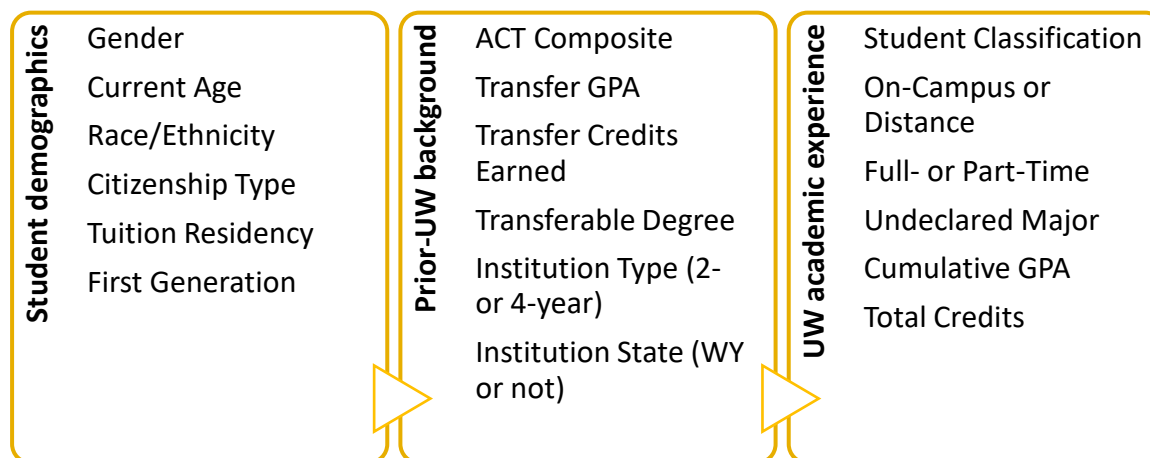 Student demographics
Gender
Current Age
Race/Ethnicity
Citizenship Type
Tuition Residency
First Generation
Prior-UW background
ACT Composite
Transfer GPA
Transfer Credits
Earned
Transferable Degree
Institution Type (2-
or 4-year)
Institution State (WY
or not)
UW academic experience
Student Classification
On-Campus or
Distance
Full- or Part-Time
Undeclared Major
Cumulative GPA
Total Credits